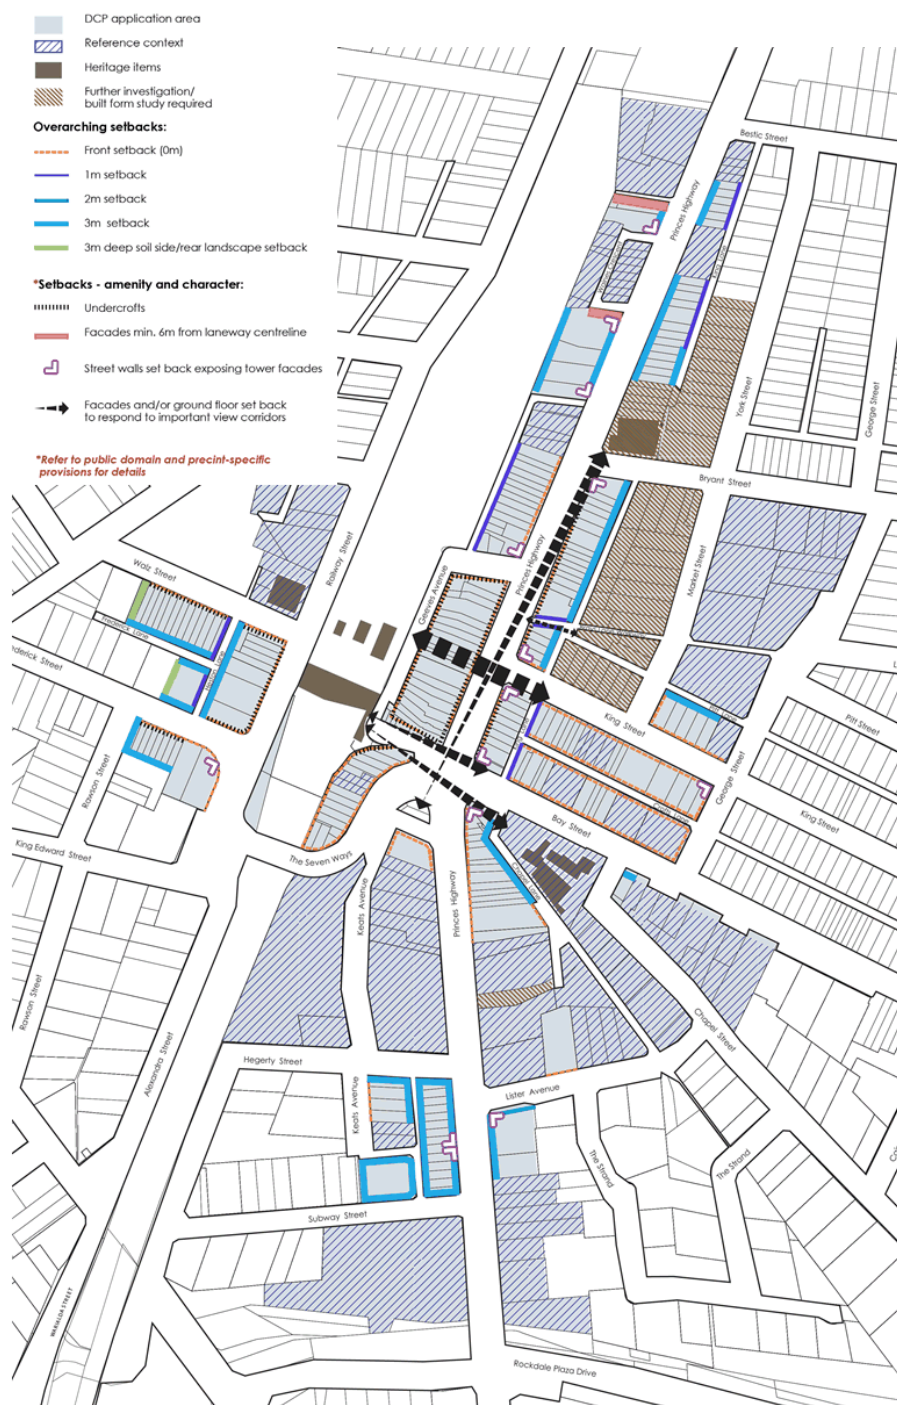 DCP application area
Reference context
Heritage items
Further investigation/
built form study required
Overarching setbacks:
Front setback (0m)
1m setback
2m setback
3m setback
3m deep soil side/rear landscape setback
*Setbacks - amenity and character:
Undercrofts
Facades min. 6m from laneway centreline
Street walls set back exposing tower facades
Facades and/or ground floor set back
to respond to important view corridors
*Refer to public domain and precint-specific
provisions for details
Bestic Street
Princes Highway
York Street
George Street
Bryant Street
Railway Street
Walz Street
Frederick Lane
derick Street
Geeves Avenue
Princes Highway
Market Street
King Street
Pitt Street
George Street
King Street
Bay Street
Rawson Street
King Edward Street
The Seven Ways
Keats Avenue
Princes Highway
Chapel Lane
Rawson Street
Alexandra Street
Chapel Street
Hegerty Street
Keats Avenue
Lister Avenue
The Strand
The Strand
Subway Street
Rockdale Plaza Drive